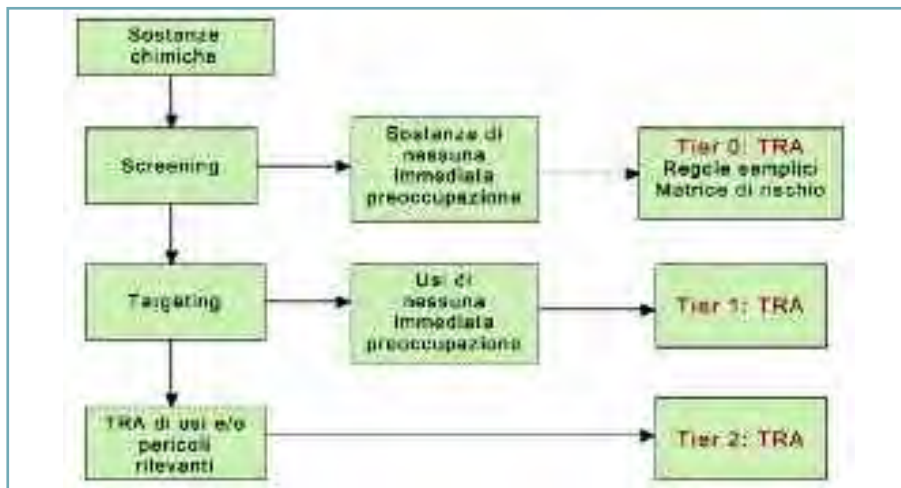 Sostanze
chimiche
Screening
Sostanze di
nessuna
immediata
preoccupazione
Tier 0: TRA
Regole semplici
Matrice di rischio
Targeting
Usi di
nessuna
immediata
preoccupazione
Tier 1: TRA
TRA di usi e/o
pericoli
rilevanti
Tier 2: TRA